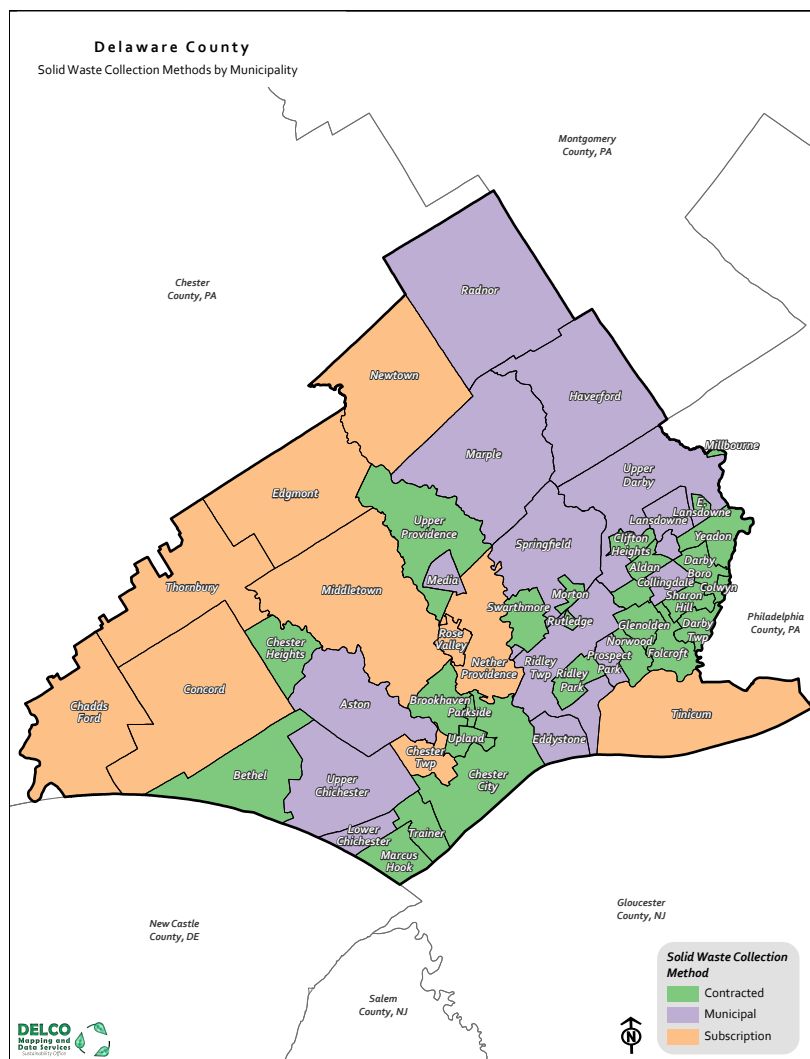 Delaware County
Solid Waste Collection Methods by Municipality
Montgomery
County, PA
Chester
County, PA
Radnor
Newtown
Haverford
Millbourne
Marple
Upper
Darby
Edgmont
E.
Lansdowne
Lansdowne
Upper
Providence
Yeadon
Clifton
Heights
Springfield
Darby
Boro
Aldan
Media
Collingdale
Colwyn
Thornbury
Middletown
Morton
Sharon
Hill
Swarthmore
Rutledge
Glenolden
Darby
Twp
Philadelphia
County, PA
Rose
Valley
Chester
Heights
Norwood
Folcroft
Prospect
Park
Nether
Providence
Ridley
Twp
Ridley
Park
Concord
Chadds
Ford
Aston
Brookhaven
Parkside
Tinicum
Upland
Eddystone
Chester
Twp
Bethel
Upper
Chichester
Chester
City
Lower
Chichester
Trainer
Marcus
Hook
Gloucester
County, NJ
New Castle
County, DE
Salem
County, NJ
Solid Waste Collection
Method
Contracted
Municipal
Subscription
DELCO
Mapping and
Data Services
Sustainability Office
N